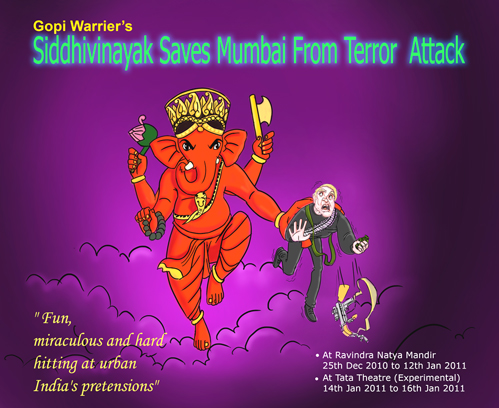 Gopi Warrier's
Siddhivinayak Saves Mumbai From Terror Attack
" Fun,
miraculous and hard
hitting at urban
India's pretensions"
• At Ravindra Natya Mandir
25th Dec 2010 to 12th Jan 2011
• At Tata Theatre (Experimental)
14th Jan 2011 to 16th Jan 2011